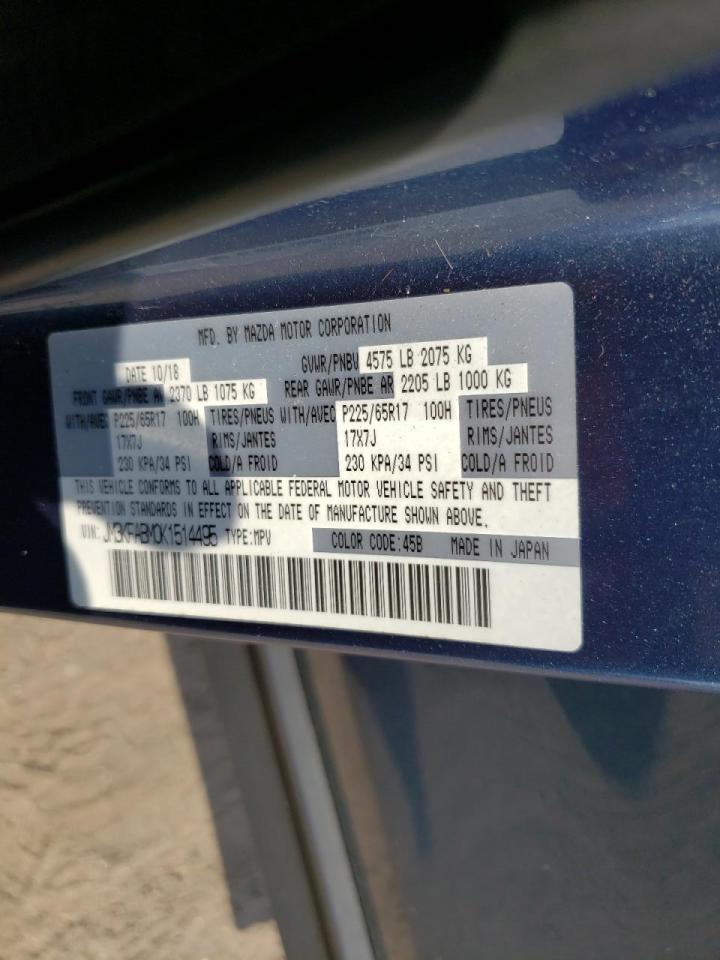 MFD. BY MAZDA MOTOR CORPORATION
DATE 10/18 GVWR/PNBV 4575 LB 2075 KG
FRONT GAWR/PNBE AV 2370 LB 1075 KG REAR GAWR/PNBE AR 2205 LB 1000 KG
WITH/AVEC P225/65R17 100H TIRES/PNEUS WITH/AVEC P225/65R17 100H TIRES/PNEUS
17X7J RIMS/JANTES 17X7J RIMS/JANTES
230 KPA/34 PSI COLD/A FROID 230 KPA/34 PSI COLD/A FROID
THIS VEHICLE CONFORMS TO ALL APPLICABLE FEDERAL MOTOR VEHICLE SAFETY AND THEFT
PREVENTION STANDARDS IN EFFECT ON THE DATE OF MANUFACTURE SHOWN ABOVE.
VIN: JM3KFABM0K1514495 TYPE:MPV COLOR CODE:45B MADE IN JAPAN